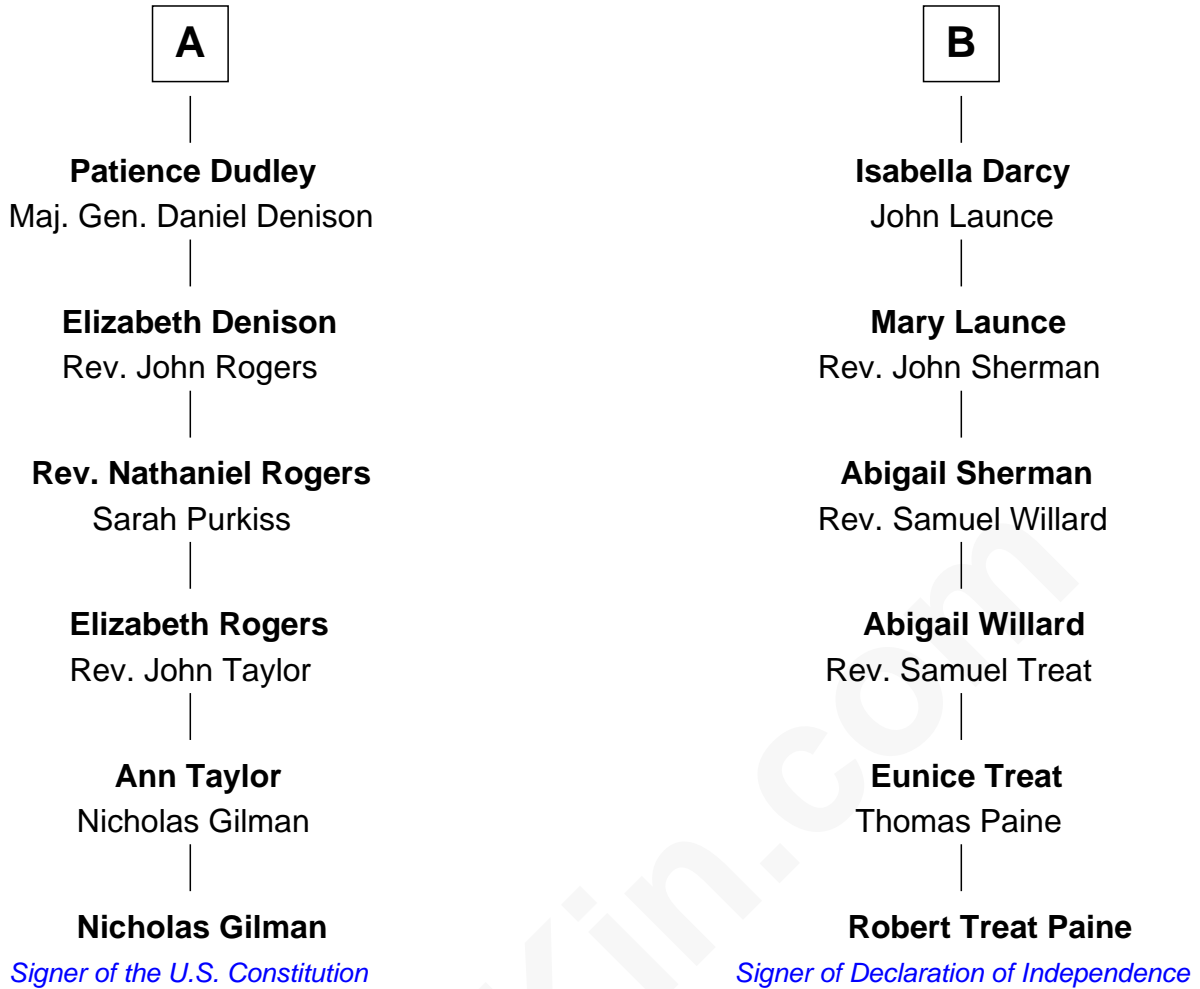 A
Patience Dudley
Maj. Gen. Daniel Denison
Elizabeth Denison
Rev. John Rogers
Rev. Nathaniel Rogers
Sarah Purkiss
Elizabeth Rogers
Rev. John Taylor
Ann Taylor
Nicholas Gilman
Nicholas Gilman
Signer of the U.S. Constitution
B
Isabella Darcy
John Launce
Mary Launce
Rev. John Sherman
Abigail Sherman
Rev. Samuel Willard
Abigail Willard
Rev. Samuel Treat
Eunice Treat
Thomas Paine
Robert Treat Paine
Signer of Declaration of Independence
Kin.com